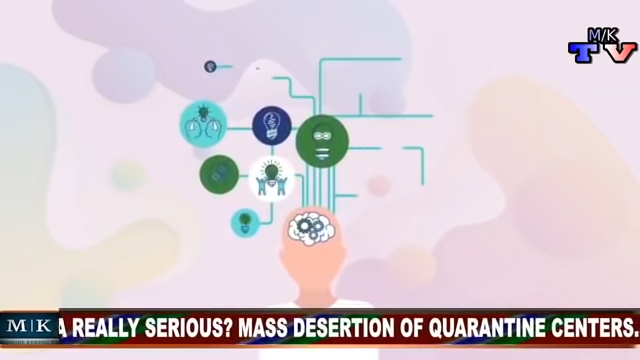 M/K
TV
M|K
A REALLY SERIOUS? MASS DESERTION OF QUARANTINE CENTERS.